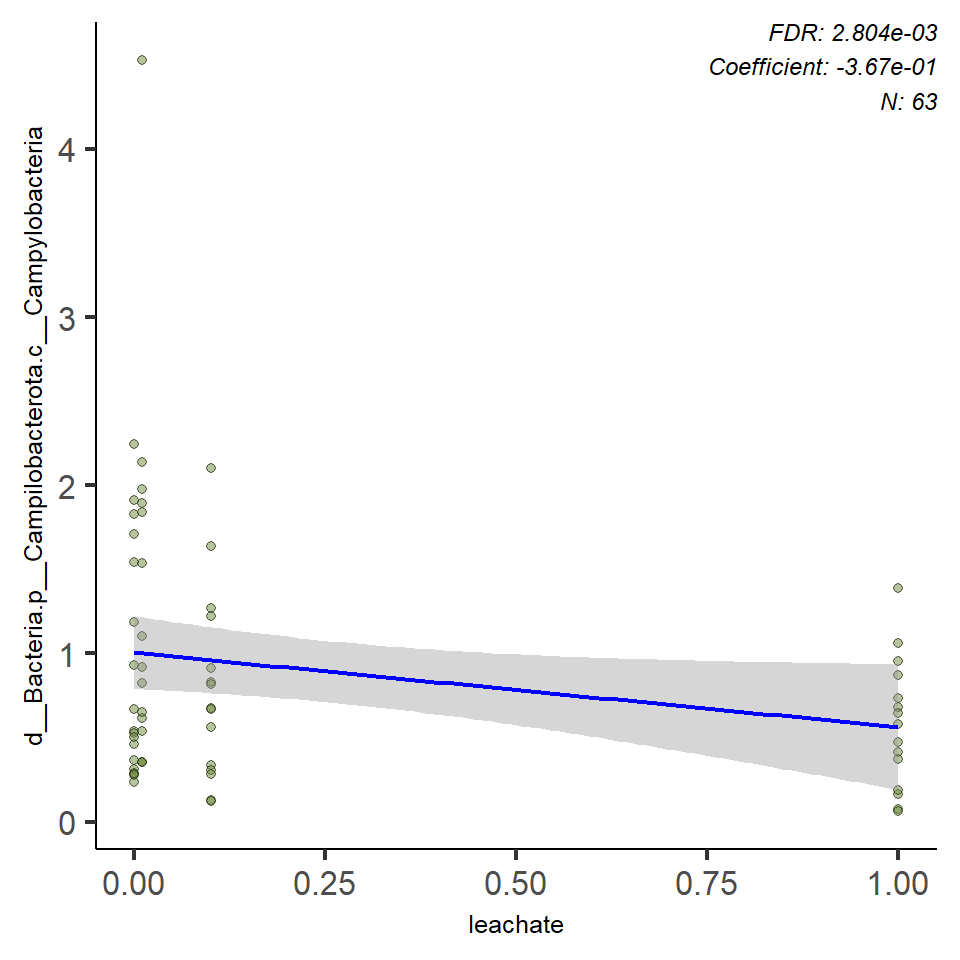 FDR: 2.804e-03
Coefficient: -3.67e-01
N: 63
d__Bacteria.p__Campilobacterota.c__Campylobacteria
4
3
2
1
0
0.00 0.25 0.50 0.75 1.00
leachate